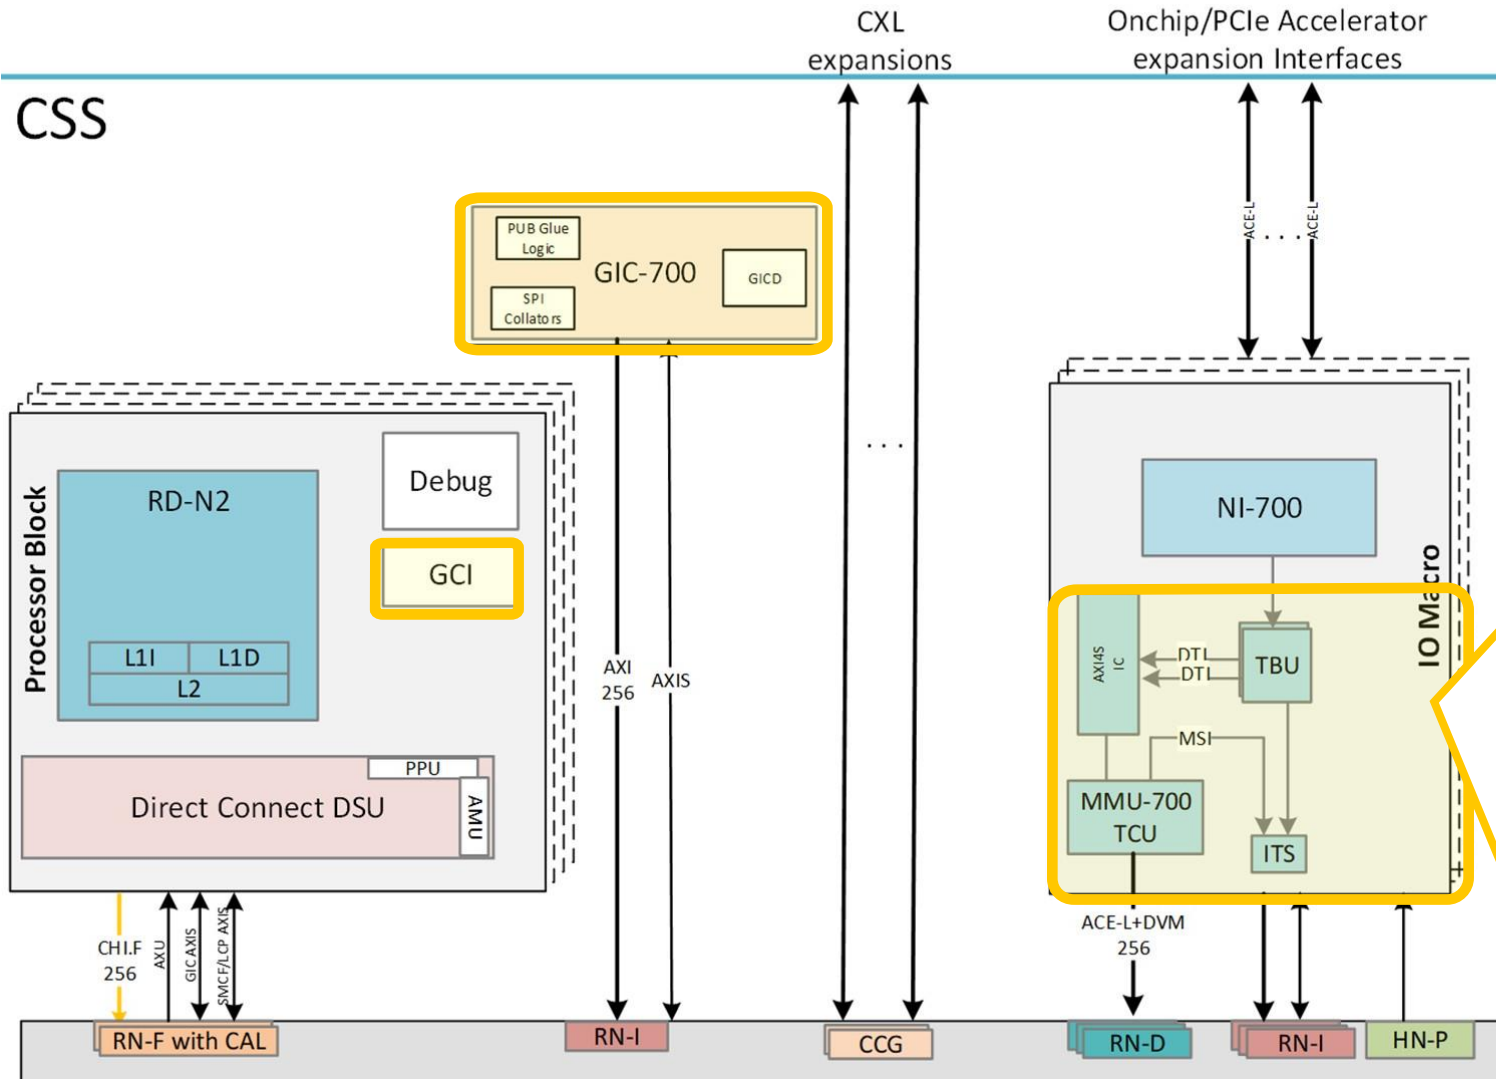 CXL
expansions
Onchip/PCIe Accelerator
expansion Interfaces
CSS
ACE-L
. . .
ACE-L
PUB Glue
Logic
GIC-700
GICD
SPI
Collators
. . .
Processor Block
RD-N2
L1I
L1D
L2
Debug
GCI
Direct Connect DSU
PPU
AMU
AXI
256
AXIS
NI-700
IO Macro
AXI4S
IC
DTI
DTI
TBU
MSI
MMU-700
TCU
ITS
CHI.F
256
AXU
GIC AXIS
SMCF/LCP AXIS
ACE-L+DVM
256
RN-F with CAL
RN-I
CCG
RN-D
RN-I
HN-P